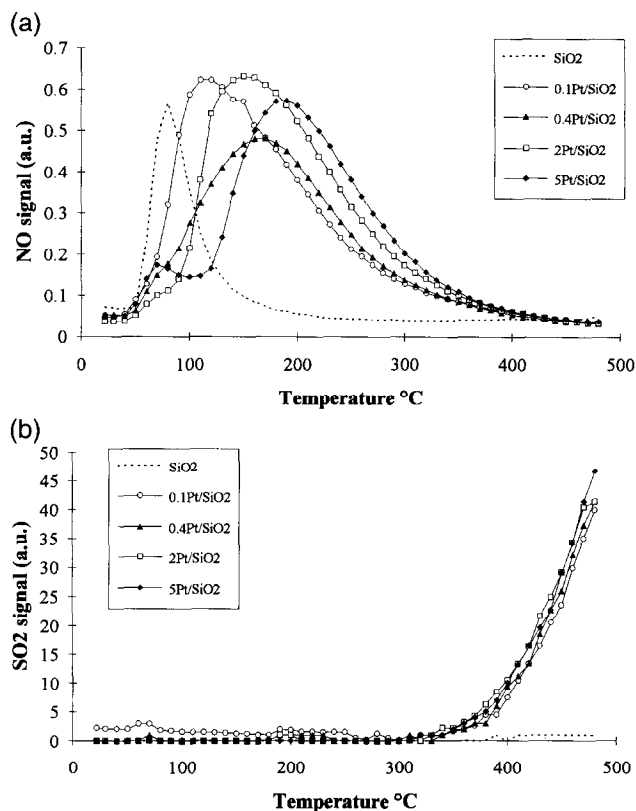 (a)
NO signal (a.u.)
0.7
0.6
0.5
0.4
0.3
0.2
0.1
0
0
100
200
300
400
500
Temperature °C
SiO2
0.1Pt/SiO2
0.4Pt/SiO2
2Pt/SiO2
5Pt/SiO2
(b)
SO2 signal (a.u.)
50
45
40
35
30
25
20
15
10
5
0
0
100
200
300
400
500
Temperature °C
SiO2
0.1Pt/SiO2
0.4Pt/SiO2
2Pt/SiO2
5Pt/SiO2